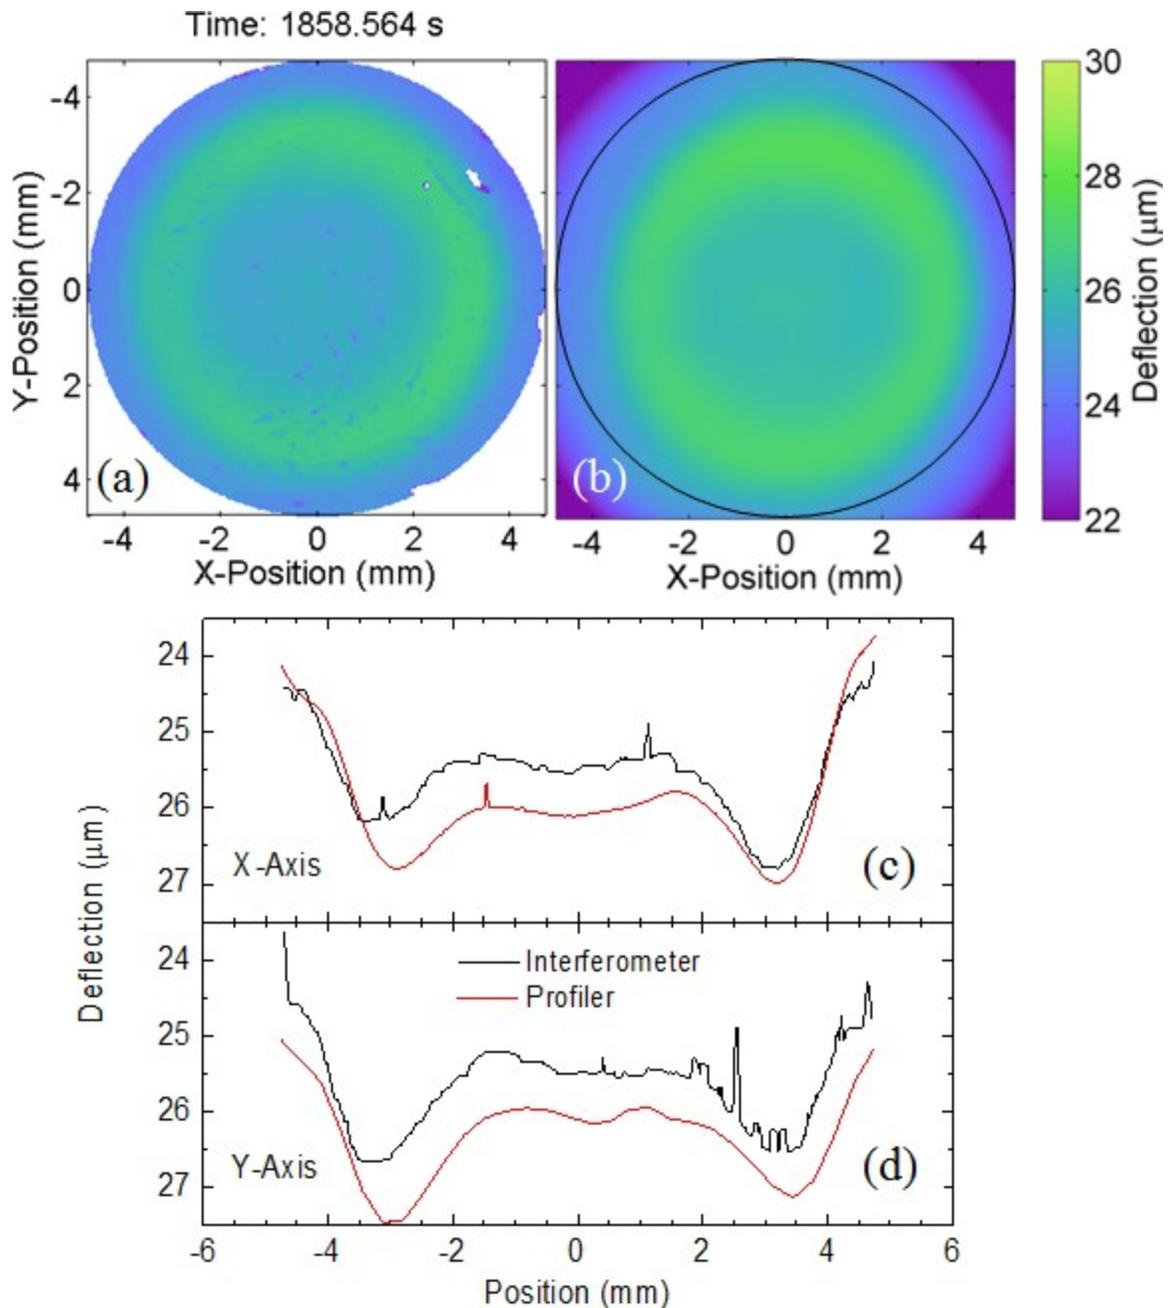 Time: 1858.564 s
-4
-2
0
2
4
Y-Position (mm)
(a)
-4 -2 0 2 4
X-Position (mm)
(b)
-4 -2 0 2 4
X-Position (mm)
30
28
26
24
22
Deflection (μm)
24
25
26
27
X-Axis
(c)
Deflection (μm)
24
25
26
27
Interferometer
Profiler
Y-Axis
(d)
-6 -4 -2 0 2 4 6
Position (mm)